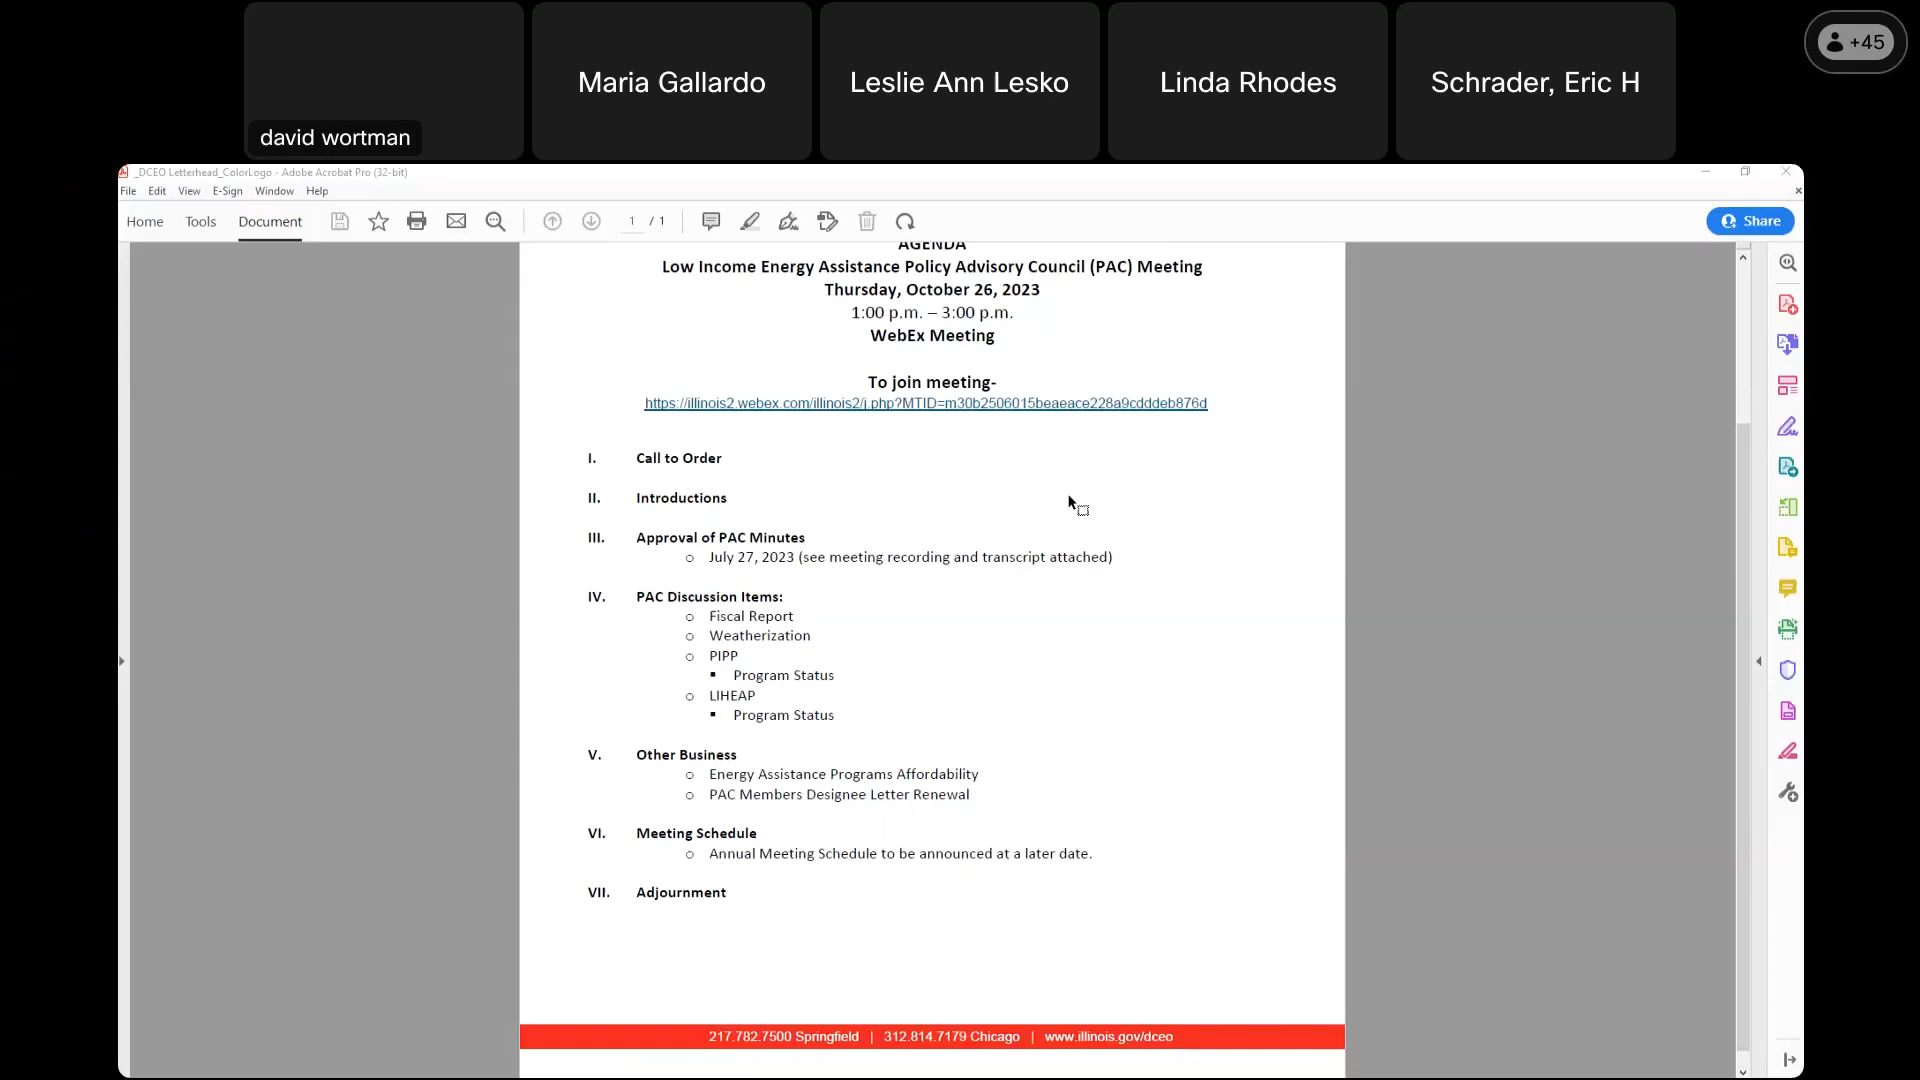 +45
Maria Gallardo
Leslie Ann Lesko
Linda Rhodes
Schrader, Eric H
david wortman
_DCEO Letterhead_ColorLogo - Adobe Acrobat Pro (32-bit)
File Edit View E-Sign Window Help
Home Tools Document 1 / 1 Share
AGENDA
Low Income Energy Assistance Policy Advisory Council (PAC) Meeting
Thursday, October 26, 2023
1:00 p.m. – 3:00 p.m.
WebEx Meeting
To join meeting-
https://illinois2.webex.com/illinois2/j.php?MTID=m30b2506015beaeace228a9cdddeb876d
I. Call to Order
II. Introductions
III. Approval of PAC Minutes
o July 27, 2023 (see meeting recording and transcript attached)
IV. PAC Discussion Items:
o Fiscal Report
o Weatherization
o PIPP
▪ Program Status
o LIHEAP
▪ Program Status
V. Other Business
o Energy Assistance Programs Affordability
o PAC Members Designee Letter Renewal
VI. Meeting Schedule
o Annual Meeting Schedule to be announced at a later date.
VII. Adjournment
217.782.7500 Springfield | 312.814.7179 Chicago | www.illinois.gov/dceo